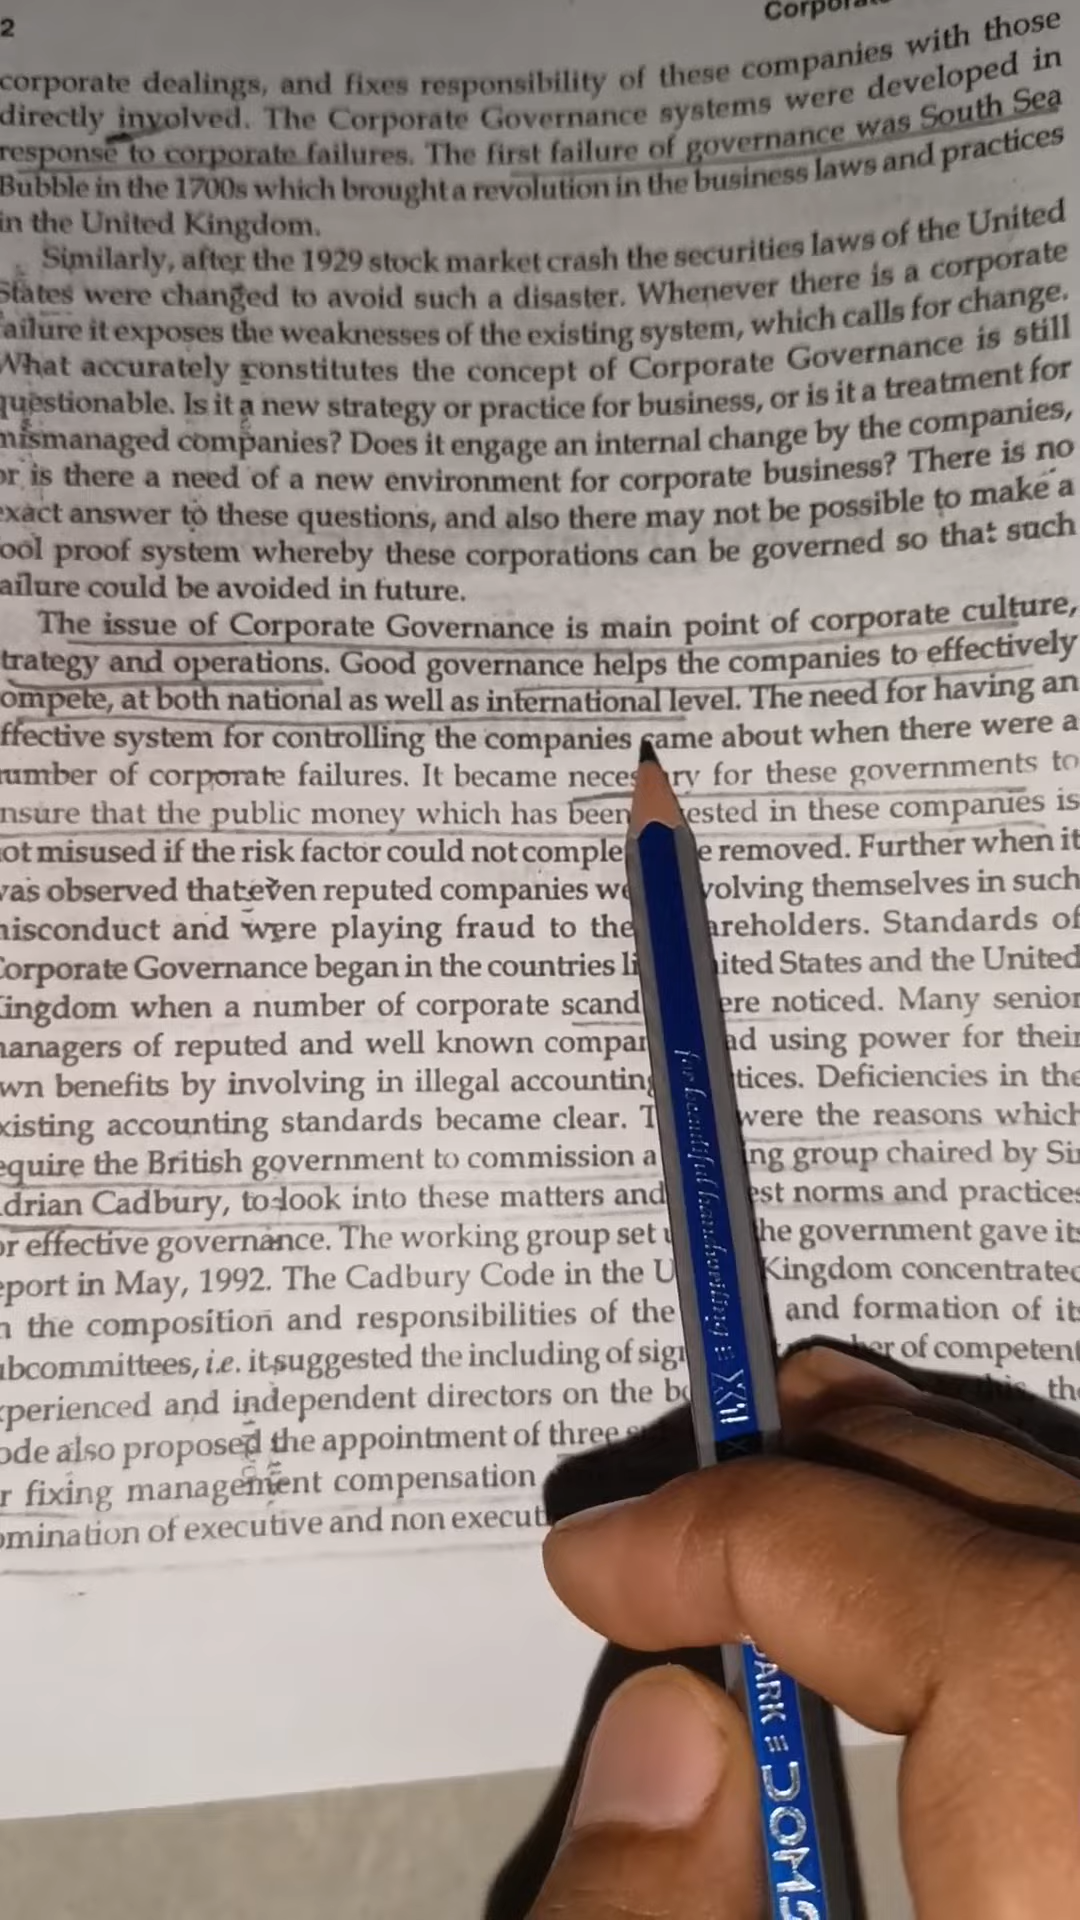 2
Corporate
corporate dealings, and fixes responsibility of these companies with those
directly involved. The Corporate Governance systems were developed in
response to corporate failures. The first failure of governance was South Sea
Bubble in the 1700s which brought a revolution in the business laws and practices
in the United Kingdom.
Similarly, after the 1929 stock market crash the securities laws of the United
States were changed to avoid such a disaster. Whenever there is a corporate
ailure it exposes the weaknesses of the existing system, which calls for change.
What accurately constitutes the concept of Corporate Governance is still
questionable. Is it a new strategy or practice for business, or is it a treatment for
mismanaged companies? Does it engage an internal change by the companies,
or is there a need of a new environment for corporate business? There is no
exact answer to these questions, and also there may not be possible to make a
ool proof system whereby these corporations can be governed so that such
ailure could be avoided in future.
The issue of Corporate Governance is main point of corporate culture,
trategy and operations. Good governance helps the companies to effectively
ompete, at both national as well as international level. The need for having an
ffective system for controlling the companies came about when there were a
umber of corporate failures. It became neces ry for these governments to
nsure that the public money which has been ested in these companies is
ot misused if the risk factor could not comple e removed. Further when it
was observed that even reputed companies we volving themselves in such
misconduct and were playing fraud to the areholders. Standards of
Corporate Governance began in the countries li ited States and the United
Kingdom when a number of corporate scand ere noticed. Many senior
managers of reputed and well known compan ad using power for their
wn benefits by involving in illegal accounting tices. Deficiencies in the
xisting accounting standards became clear. T were the reasons which
equire the British government to commission a ing group chaired by Sir
drian Cadbury, to look into these matters and est norms and practices
or effective governance. The working group set u he government gave its
eport in May, 1992. The Cadbury Code in the U Kingdom concentrated
n the composition and responsibilities of the and formation of its
ubcommittees, i.e. it suggested the including of sign er of competent
xperienced and independent directors on the bo this, the
ode also proposed the appointment of three s
r fixing management compensation
omination of executive and non execut
for beautiful handwriting XI
DARK DOMS